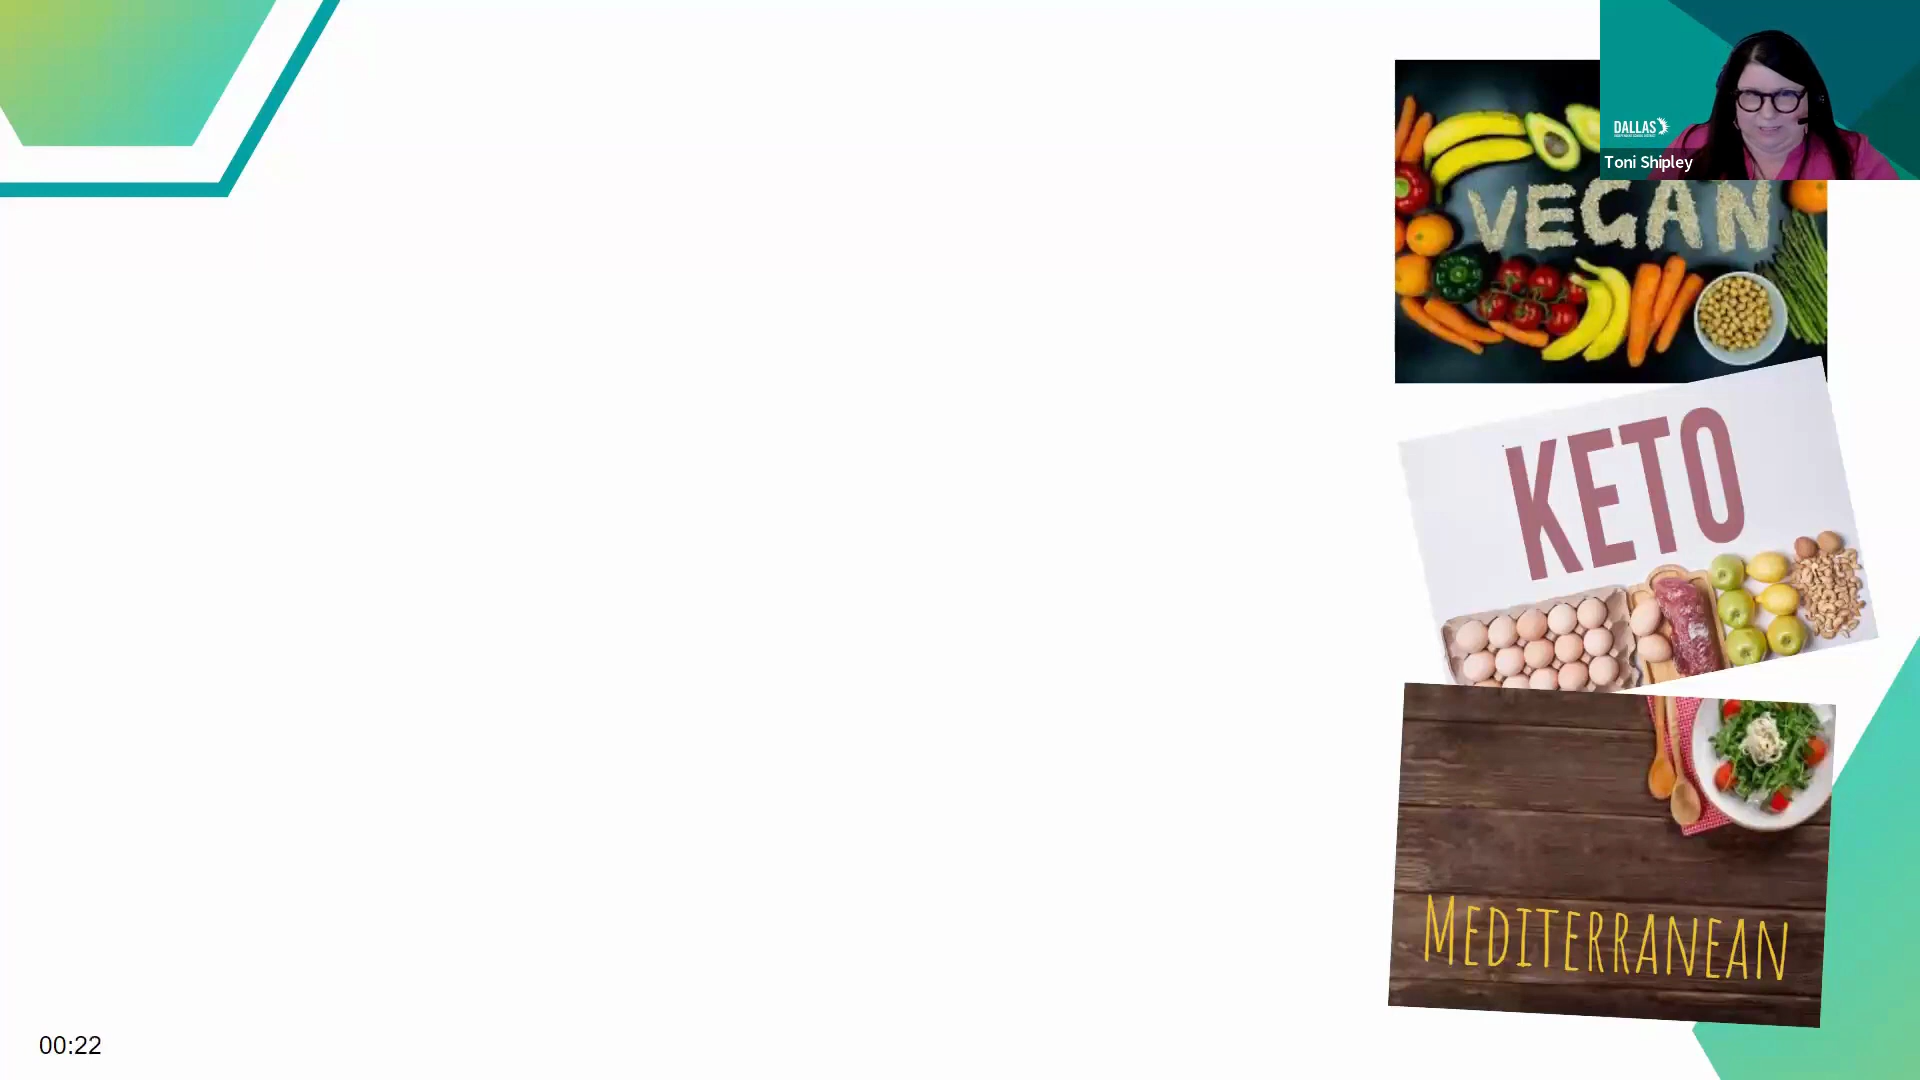 DALLAS
Toni Shipley
VEGAN
KETO
MEDITERRANEAN
00:22